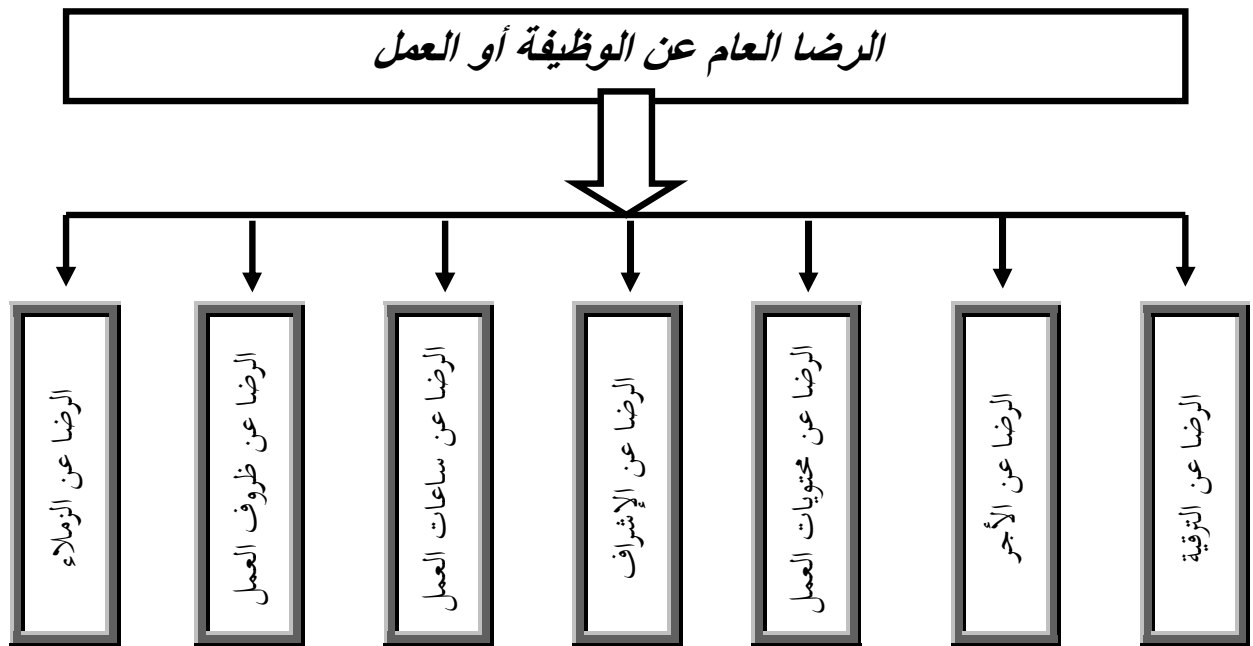 الرضا العام عن الوظيفة أو العمل
الرضا عن الترقية
الرضا عن الأجر
الرضا عن محتويات العمل
الرضا عن الإشراف
الرضا عن ساعات العمل
الرضا عن ظروف العمل
الرضا عن الزملاء